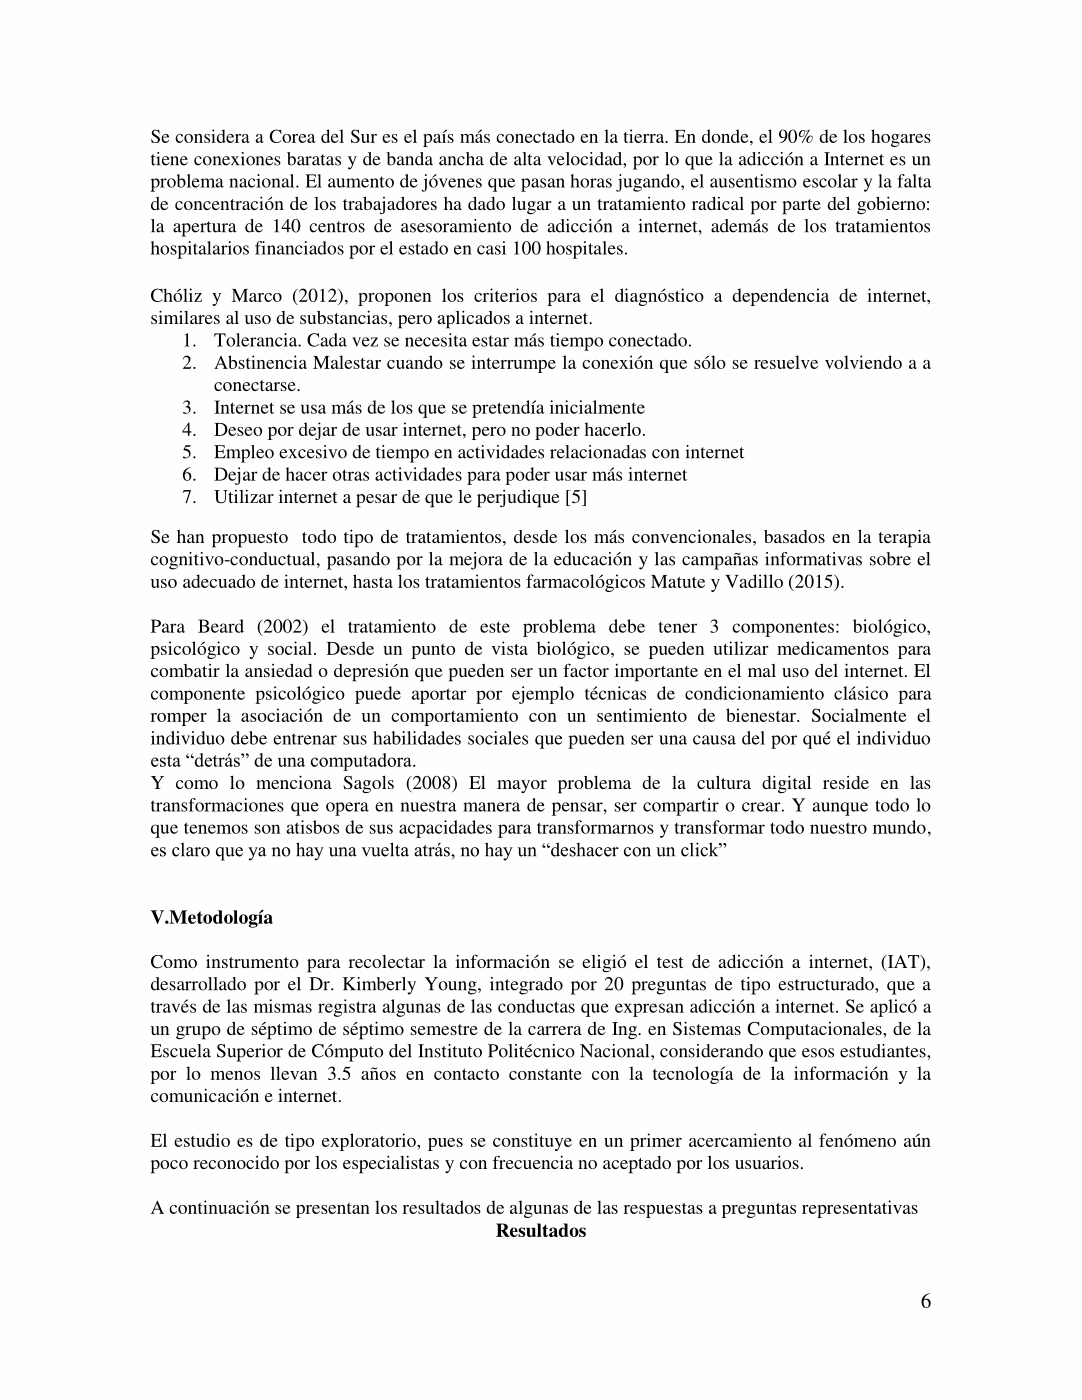 Se considera a Corea del Sur es el país más conectado en la tierra. En donde, el 90% de los hogares
tiene conexiones baratas y de banda ancha de alta velocidad, por lo que la adicción a Internet es un
problema nacional. El aumento de jóvenes que pasan horas jugando, el ausentismo escolar y la falta
de concentración de los trabajadores ha dado lugar a un tratamiento radical por parte del gobierno:
la apertura de 140 centros de asesoramiento de adicción a internet, además de los tratamientos
hospitalarios financiados por el estado en casi 100 hospitales.
Chóliz y Marco (2012), proponen los criterios para el diagnóstico a dependencia de internet,
similares al uso de substancias, pero aplicados a internet.
1. Tolerancia. Cada vez se necesita estar más tiempo conectado.
2. Abstinencia Malestar cuando se interrumpe la conexión que sólo se resuelve volviendo a a
conectarse.
3. Internet se usa más de los que se pretendía inicialmente
4. Deseo por dejar de usar internet, pero no poder hacerlo.
5. Empleo excesivo de tiempo en actividades relacionadas con internet
6. Dejar de hacer otras actividades para poder usar más internet
7. Utilizar internet a pesar de que le perjudique [5]
Se han propuesto  todo tipo de tratamientos, desde los más convencionales, basados en la terapia
cognitivo-conductual, pasando por la mejora de la educación y las campañas informativas sobre el
uso adecuado de internet, hasta los tratamientos farmacológicos Matute y Vadillo (2015).
Para Beard (2002) el tratamiento de este problema debe tener 3 componentes: biológico,
psicológico y social. Desde un punto de vista biológico, se pueden utilizar medicamentos para
combatir la ansiedad o depresión que pueden ser un factor importante en el mal uso del internet. El
componente psicológico puede aportar por ejemplo técnicas de condicionamiento clásico para
romper la asociación de un comportamiento con un sentimiento de bienestar. Socialmente el
individuo debe entrenar sus habilidades sociales que pueden ser una causa del por qué el individuo
esta “detrás” de una computadora.
Y como lo menciona Sagols (2008) El mayor problema de la cultura digital reside en las
transformaciones que opera en nuestra manera de pensar, ser compartir o crear. Y aunque todo lo
que tenemos son atisbos de sus acpacidades para transformarnos y transformar todo nuestro mundo,
es claro que ya no hay una vuelta atrás, no hay un “deshacer con un click”
V.Metodología
Como instrumento para recolectar la información se eligió el test de adicción a internet, (IAT),
desarrollado por el Dr. Kimberly Young, integrado por 20 preguntas de tipo estructurado, que a
través de las mismas registra algunas de las conductas que expresan adicción a internet. Se aplicó a
un grupo de séptimo de séptimo semestre de la carrera de Ing. en Sistemas Computacionales, de la
Escuela Superior de Cómputo del Instituto Politécnico Nacional, considerando que esos estudiantes,
por lo menos llevan 3.5 años en contacto constante con la tecnología de la información y la
comunicación e internet.
El estudio es de tipo exploratorio, pues se constituye en un primer acercamiento al fenómeno aún
poco reconocido por los especialistas y con frecuencia no aceptado por los usuarios.
A continuación se presentan los resultados de algunas de las respuestas a preguntas representativas
Resultados
6